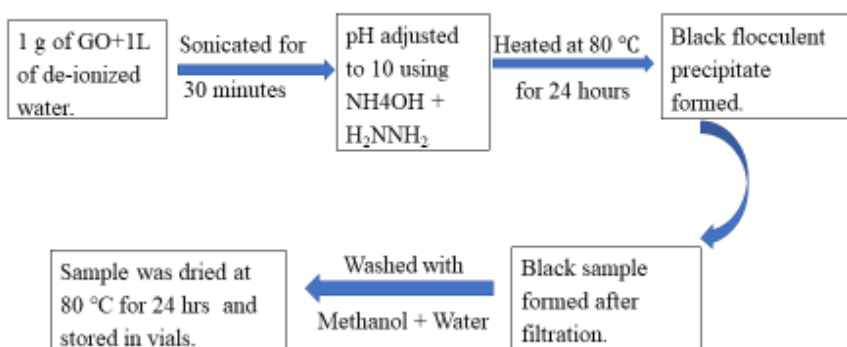 1 g of GO+1L
of de-ionized
water.
Sonicated for
30 minutes
pH adjusted
to 10 using
NH4OH +
H₂NNH₂
Heated at 80 °C
for 24 hours
Black flocculent
precipitate
formed.
Black sample
formed after
filtration.
Washed with
Methanol + Water
Sample was dried at
80 °C for 24 hrs and
stored in vials.